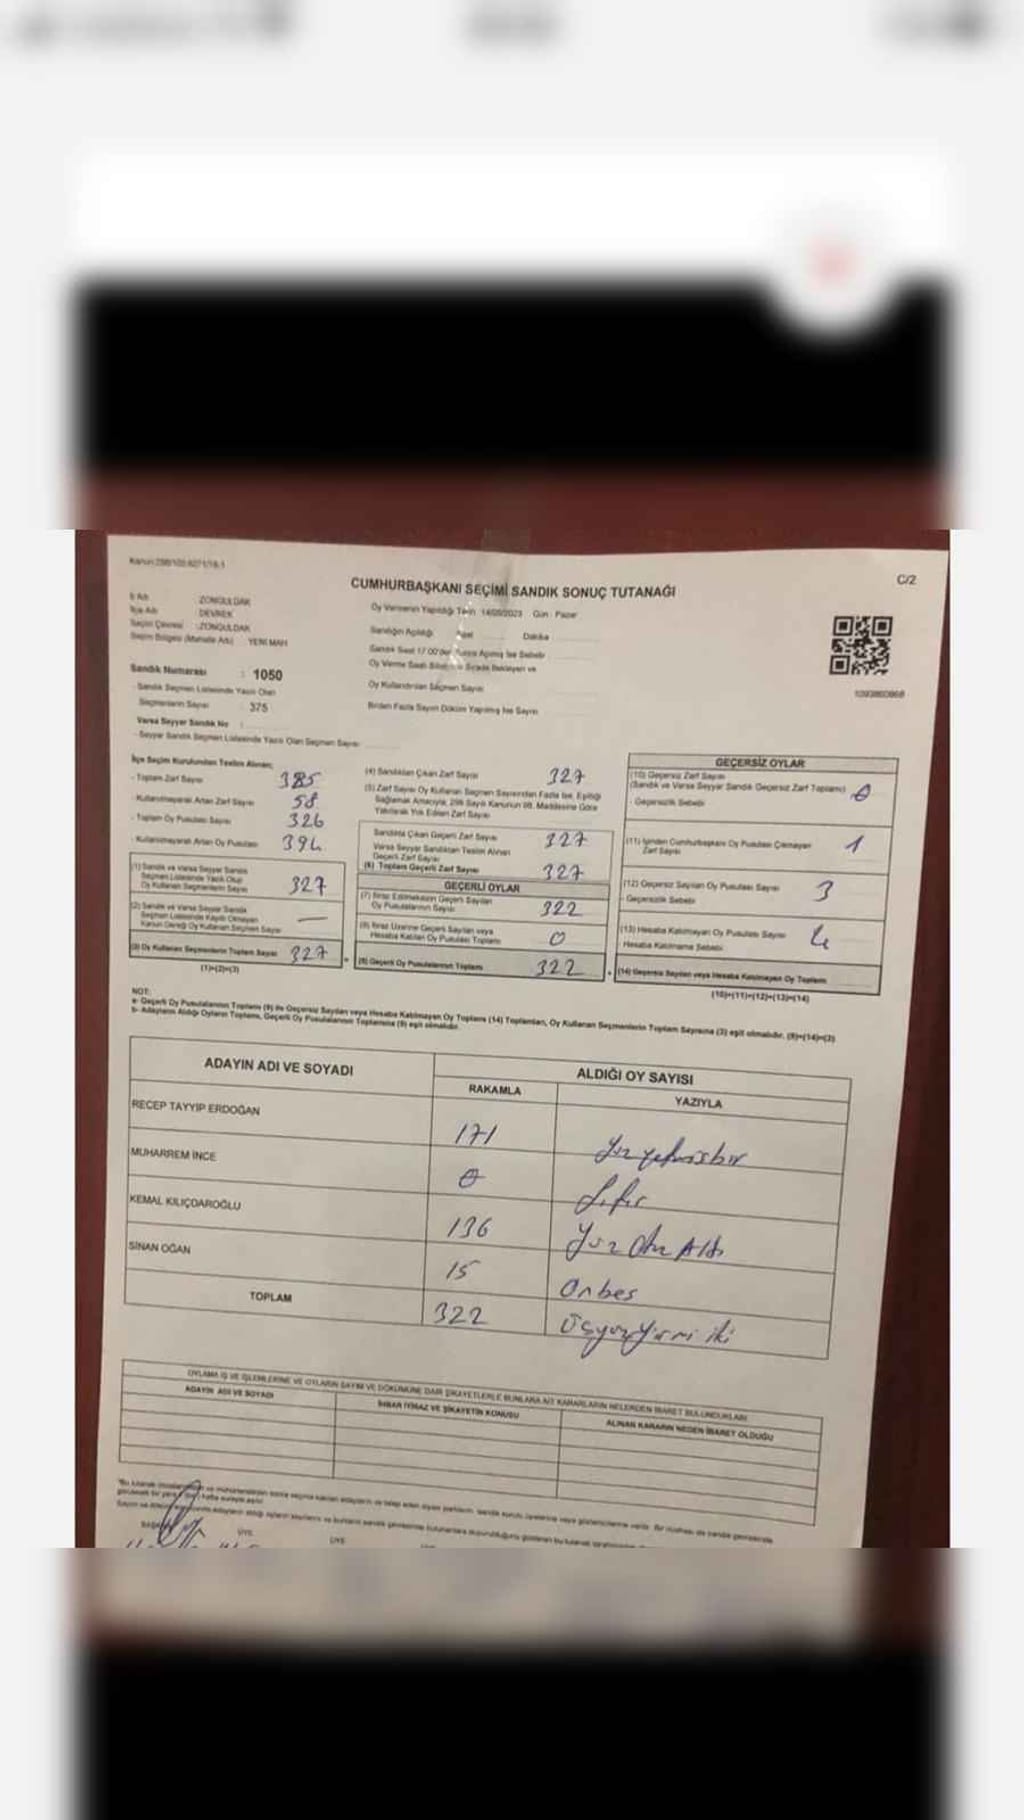 Kanun:298/105 6271/18-1
C/2
CUMHURBAŞKANI SEÇİMİ SANDIK SONUÇ TUTANAĞI
İl Adı ZONGULDAK
İlçe Adı DEVREK
Seçim Çevresi :ZONGULDAK
Seçim Bölgesi (Mahalle Adı) YENİ MAH
Sandık Numarası : 1050
Sandık Seçmen Listesinde Yazılı Olan
Seçmenlerin Sayısı 375
Varsa Seyyar Sandık No :
- Seyyar Sandık Seçmen Listesinde Yazılı Olan Seçmen Sayısı
Oy Vermenin Yapıldığı Tarih 14/05/2023 Gün : Pazar
Sandığın Açıldığı Saat Dakika
Sandık Saat 17:00'den Açılmış İse Sebebi
Oy Verme Saati Sırada Bekleyen ve
Oy Kullandırılan Seçmen Sayısı
Birden Fazla Sayım Döküm Yapılmış İse Sayısı
1093860868
İlçe Seçim Kurulundan Teslim Alınan;
- Toplam Zarf Sayısı 385
- Kullanılmayarak Artan Zarf Sayısı 58
- Toplam Oy Pusulası Sayısı 326
- Kullanılmayarak Artan Oy Pusulası 394
(1) Sandık ve Varsa Seyyar Sandık
Seçmen Listesinde Yazılı Olup
Oy Kullanan Seçmenlerin Sayısı 327
(2) Sandık ve Varsa Seyyar Sandık
Seçmen Listesinde Kayıtlı Olmayan
Kanun Gereği Oy Kullanan Seçmen Sayısı —
(3) Oy Kullanan Seçmenlerin Toplam Sayısı 327
(1)+(2)=(3)
(4) Sandıktan Çıkan Zarf Sayısı 327
(5) Zarf Sayısı Oy Kullanan Seçmen Sayısından Fazla İse, Eşitliği
Sağlamak Amacıyla, 298 Sayılı Kanunun 98. Maddesine Göre
Yakılarak Yok Edilen Zarf Sayısı
Sandıkta Çıkan Geçerli Zarf Sayısı 327
Varsa Seyyar Sandıktan Teslim Alınan
Geçerli Zarf Sayısı
(6) Toplam Geçerli Zarf Sayısı 327
GEÇERLİ OYLAR
(7) İtiraz Edilmeksizin Geçerli Sayılan
Oy Pusulalarının Sayısı 322
(8) İtiraz Üzerine Geçerli Sayılan veya
Hesaba Katılan Oy Pusulası Toplamı 0
(9) Geçerli Oy Pusulalarının Toplamı 322
GEÇERSİZ OYLAR
(10) Geçersiz Zarf Sayısı
(Sandık ve Varsa Seyyar Sandık Geçersiz Zarf Toplamı) 0
- Geçersizlik Sebebi
(11) İçinden Cumhurbaşkanı Oy Pusulası Çıkmayan
Zarf Sayısı 1
(12) Geçersiz Sayılan Oy Pusulası Sayısı 3
- Geçersizlik Sebebi
(13) Hesaba Katılmayan Oy Pusulası Sayısı
Hesaba Katılmama Sebebi
(14) Geçersiz Sayılan veya Hesaba Katılmayan Oy Toplamı
(10)+(11)+(12)+(13)=(14)
NOT:
a- Geçerli Oy Pusulalarının Toplamı (9) ile Geçersiz Sayılan veya Hesaba Katılmayan Oy Toplamı (14) Toplamları, Oy Kullanan Seçmenlerin Toplam Sayısına (3) eşit olmalıdır. (9)+(14)=(3)
b- Adayların Aldığı Oyların Toplamı, Geçerli Oy Pusulalarının Toplamına (9) eşit olmalıdır.
ADAYIN ADI VE SOYADI
ALDIĞI OY SAYISI
RAKAMLA YAZIYLA
RECEP TAYYİP ERDOĞAN 171 Yüz yetmişbir
MUHARREM İNCE 0 Sıfır
KEMAL KILIÇDAROĞLU 136 Yüz Otuz Altı
SİNAN OĞAN 15 Onbes
TOPLAM 322 Üçyüz Yirmi iki
OYLAMA İŞ VE İŞLEMLERİNE VE OYLARIN SAYIM VE DÖKÜMÜNE DAİR ŞİKAYETLERLE BUNLARA AİT KARARLARIN NELERDEN İBARET BULUNDUKLARI
ADAYIN ADI VE SOYADI
İHBAR İTİRAZ VE ŞİKAYETİN KONUSU
ALINAN KARARIN NEDEN İBARET OLDUĞU
BAŞKAN ÜYE ÜYE